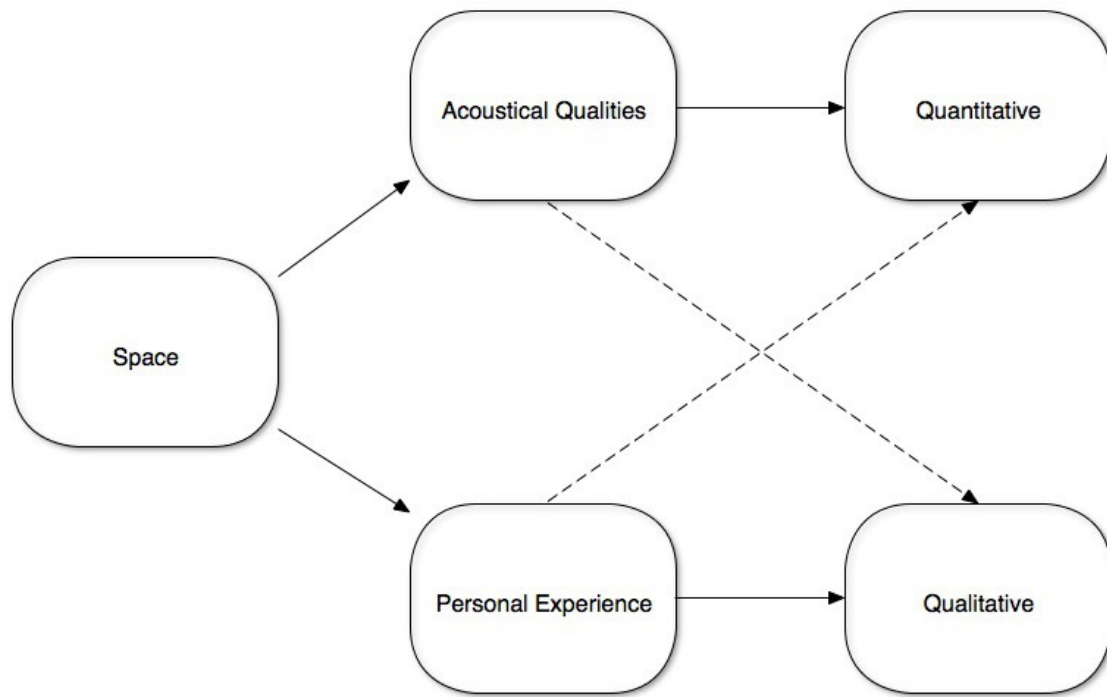 Acoustical Qualities
Quantitative
Space
Personal Experience
Qualitative